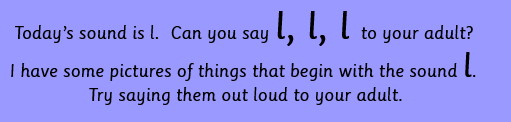 Today's sound is l. Can you say l, l, l to your adult?
I have some pictures of things that begin with the sound l.
Try saying them out loud to your adult.